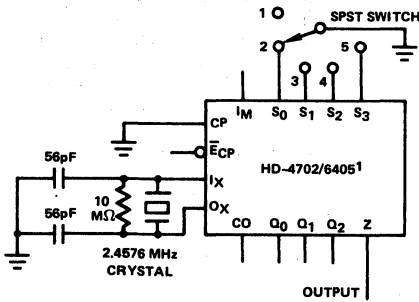 1
SPST SWITCH
2
5
3
4
IM
S0
S1
S2
S3
CP
ECP
HD-4702/6405¹
56pF
IX
10
MΩ
56pF
OX
2.4576 MHz
CRYSTAL
CO
Q0
Q1
Q2
Z
OUTPUT